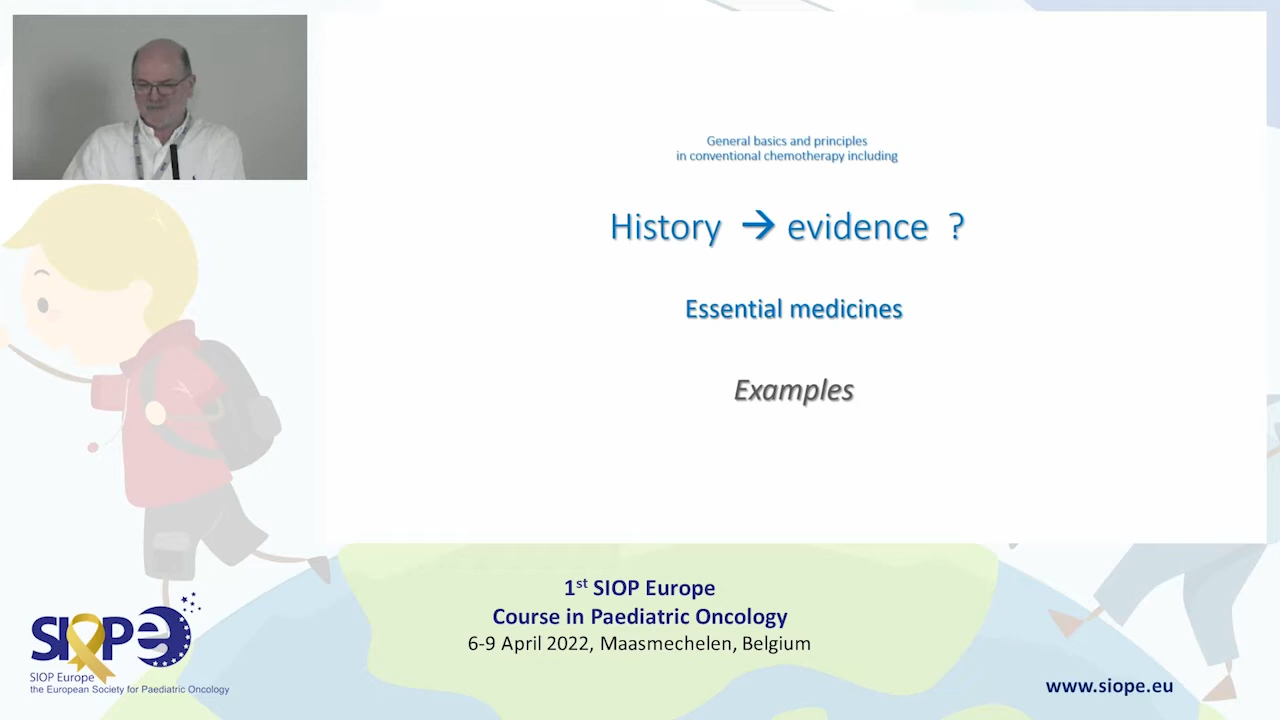 General basics and principles
in conventional chemotherapy including
History → evidence ?
Essential medicines
Examples
1st SIOP Europe
Course in Paediatric Oncology
6-9 April 2022, Maasmechelen, Belgium
SIOPe
SIOP Europe
the European Society for Paediatric Oncology
www.siope.eu